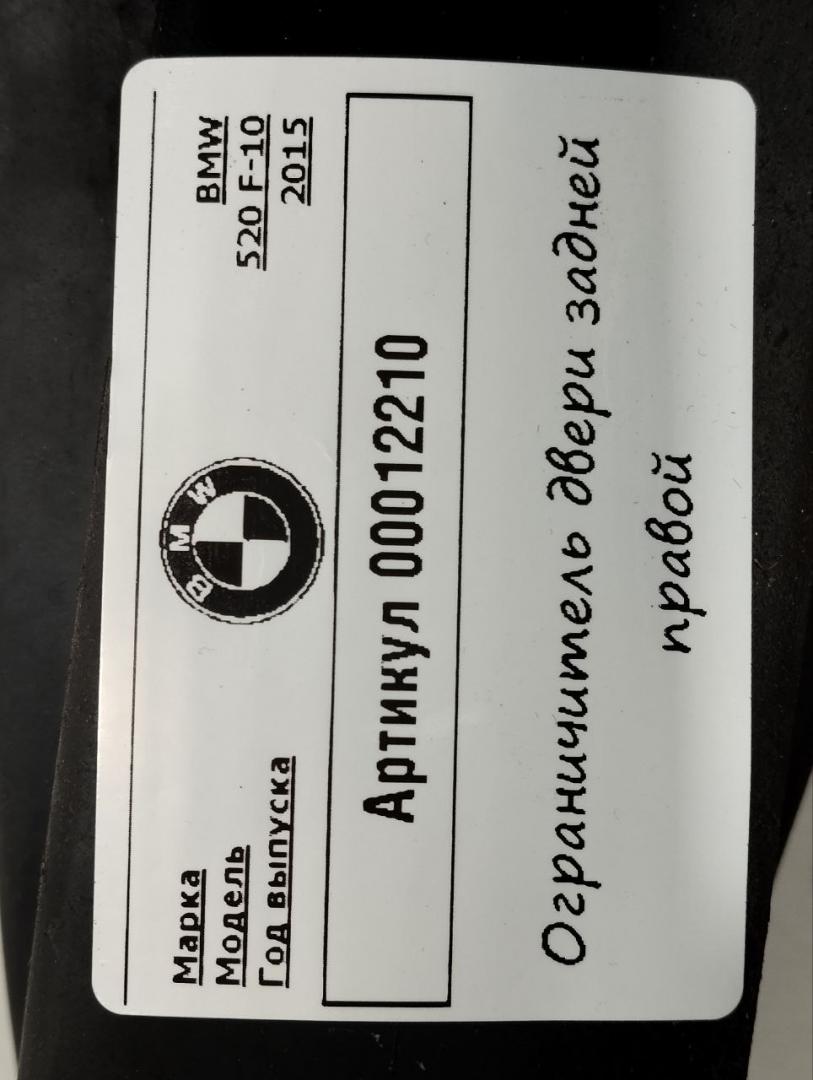 Марка BMW
Модель 520 F-10
Год выпуска 2015
BMW
Артикул 00012210
Ограничитель двери задней
правой